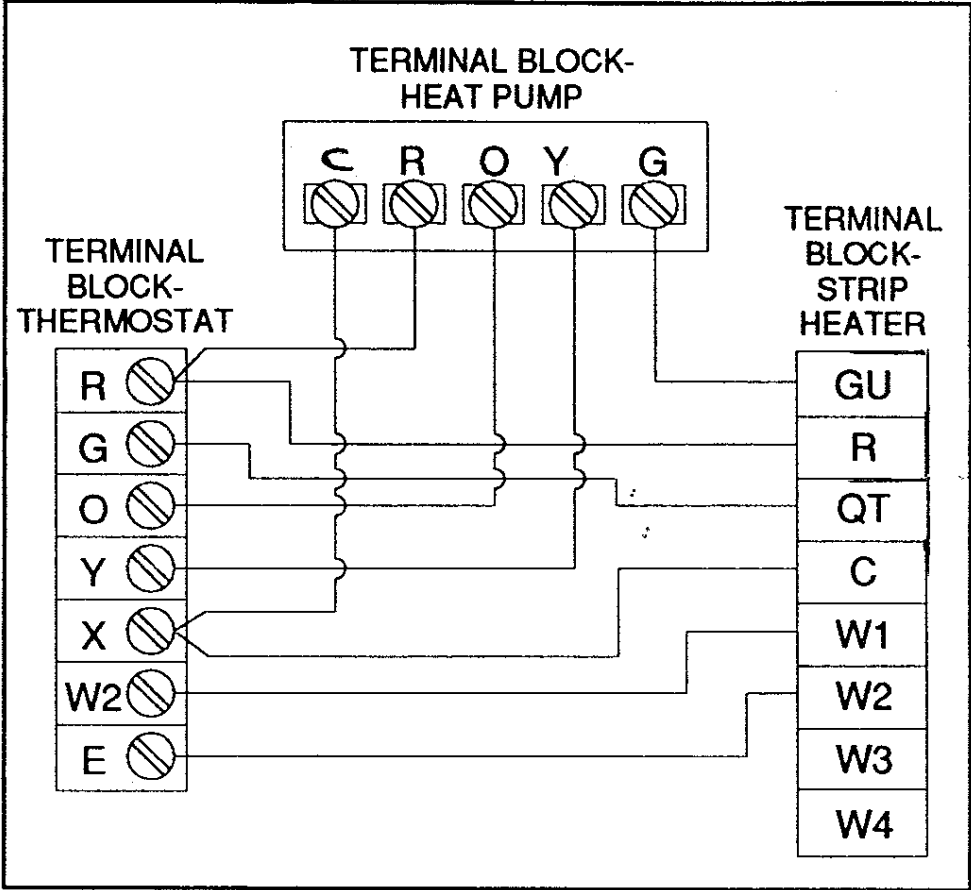 TERMINAL BLOCK-
HEAT PUMP
C R O Y G
TERMINAL
BLOCK-
THERMOSTAT
R
G
O
Y
X
W2
E
TERMINAL
BLOCK-
STRIP
HEATER
GU
R
QT
C
W1
W2
W3
W4